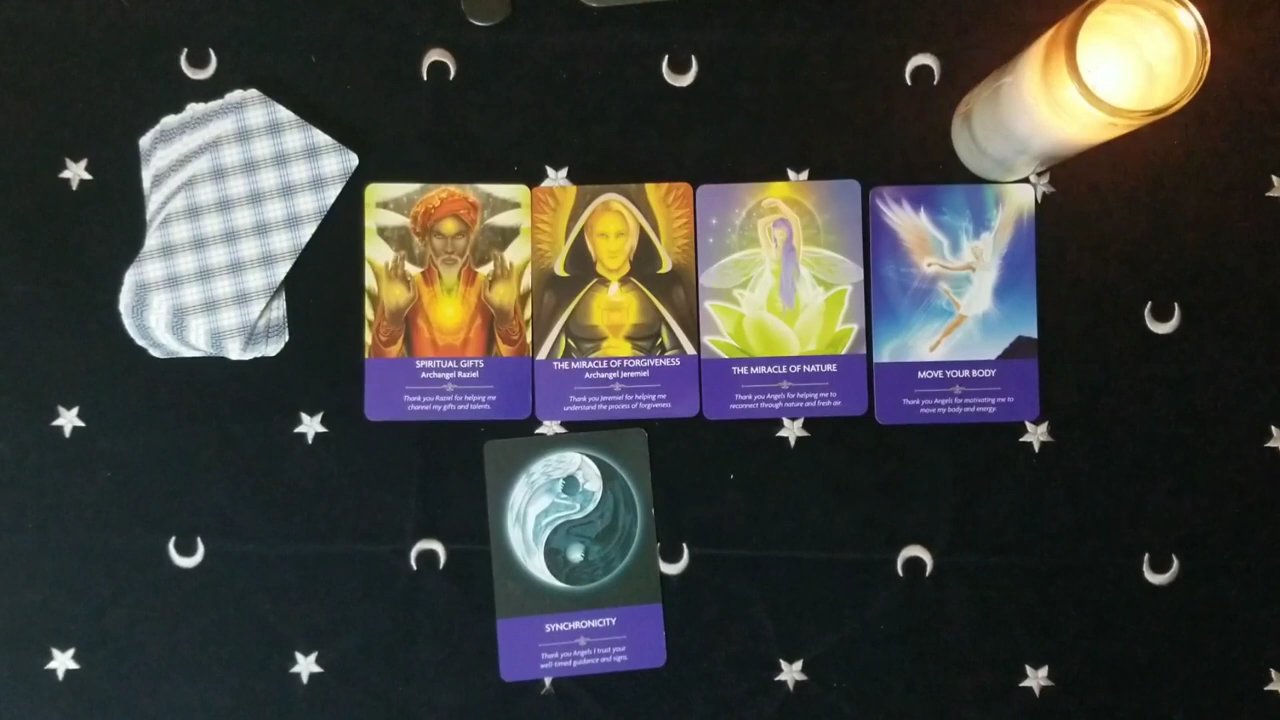 SPIRITUAL GIFTS
Archangel Raziel
Thank you Raziel for helping me
channel my gifts and talents.
THE MIRACLE OF FORGIVENESS
Archangel Jeremiel
Thank you Jeremiel for helping me
understand the process of forgiveness.
THE MIRACLE OF NATURE
Thank you Angels for helping me to
reconnect through nature and fresh air.
MOVE YOUR BODY
Thank you Angels for motivating me to
move my body and energy.
SYNCHRONICITY
Thank you Angels I trust your
well-timed guidance and signs.